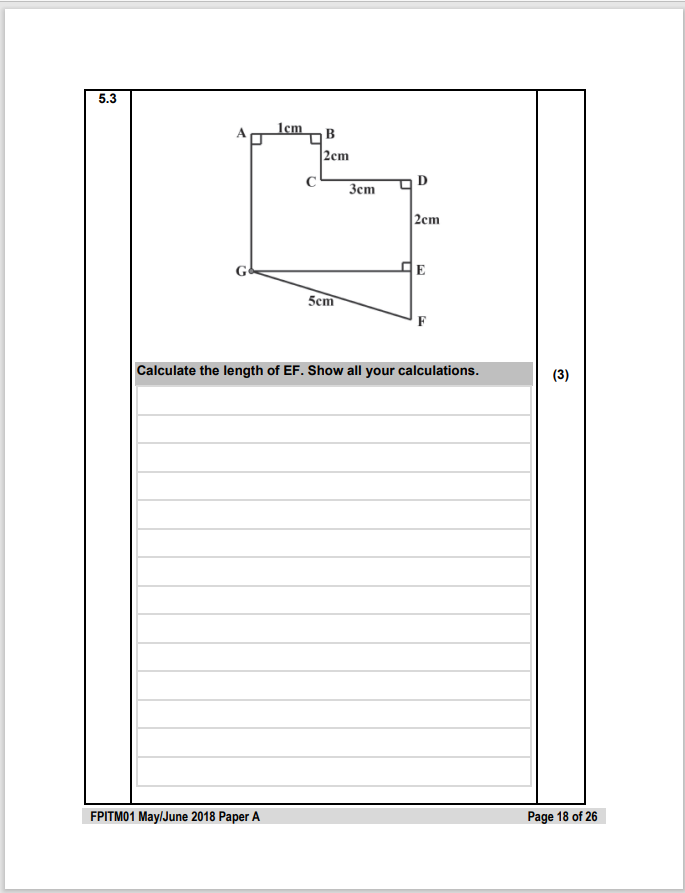 5.3
1cm
A
B
2cm
C
D
3cm
2cm
G
E
5cm
F
Calculate the length of EF. Show all your calculations.
(3)
FPITM01 May/June 2018 Paper A
Page 18 of 26